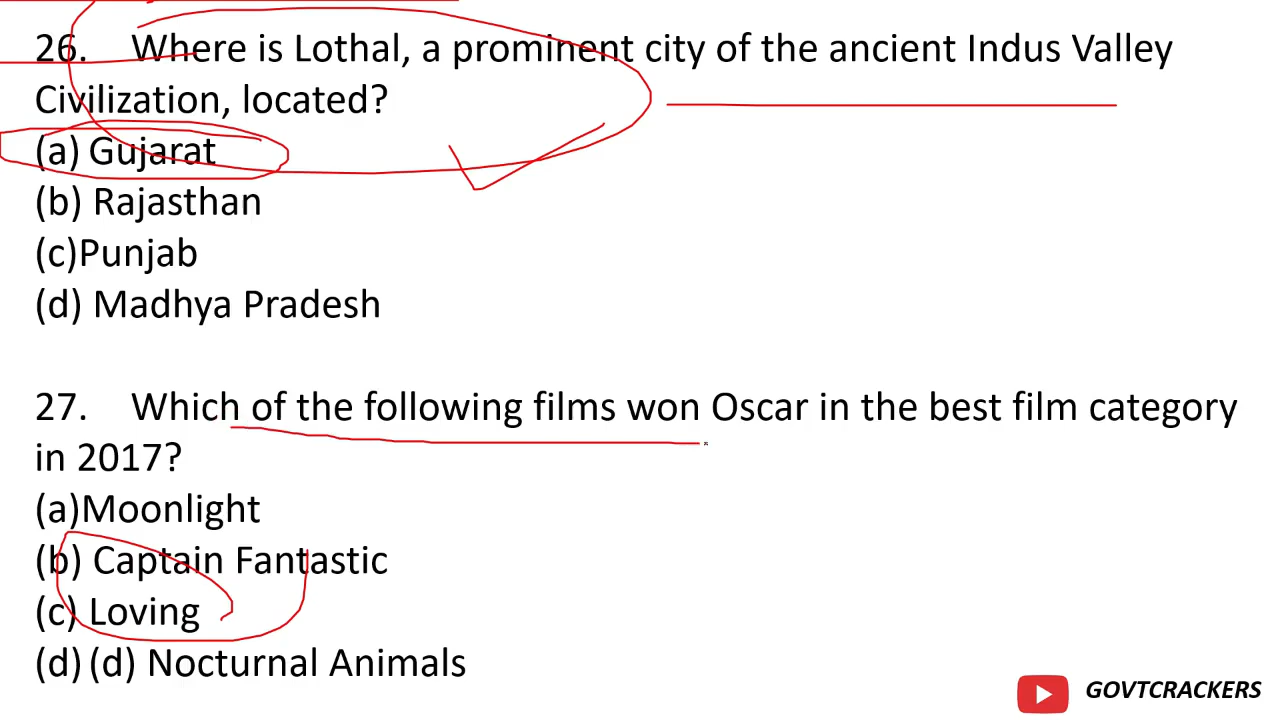 26. Where is Lothal, a prominent city of the ancient Indus Valley
Civilization, located?
(a) Gujarat
(b) Rajasthan
(c)Punjab
(d) Madhya Pradesh
27. Which of the following films won Oscar in the best film category
in 2017?
(a)Moonlight
(b) Captain Fantastic
(c) Loving
(d) (d) Nocturnal Animals
GOVTCRACKERS